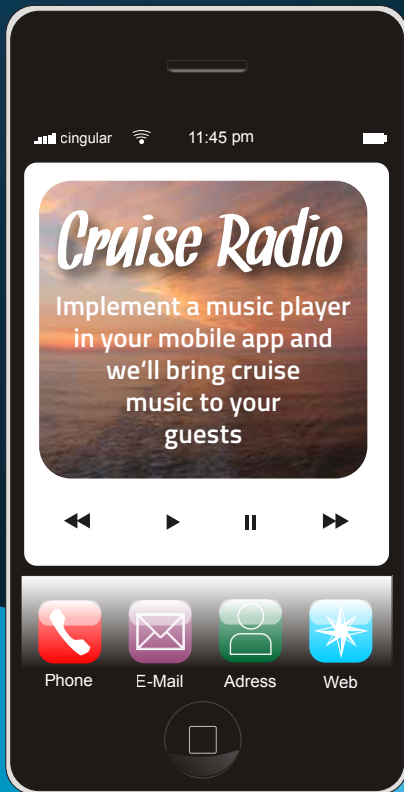 cingular 11:45 pm
Cruise Radio
Implement a music player
in your mobile app and
we'll bring cruise
music to your
guests
Phone E-Mail Adress Web